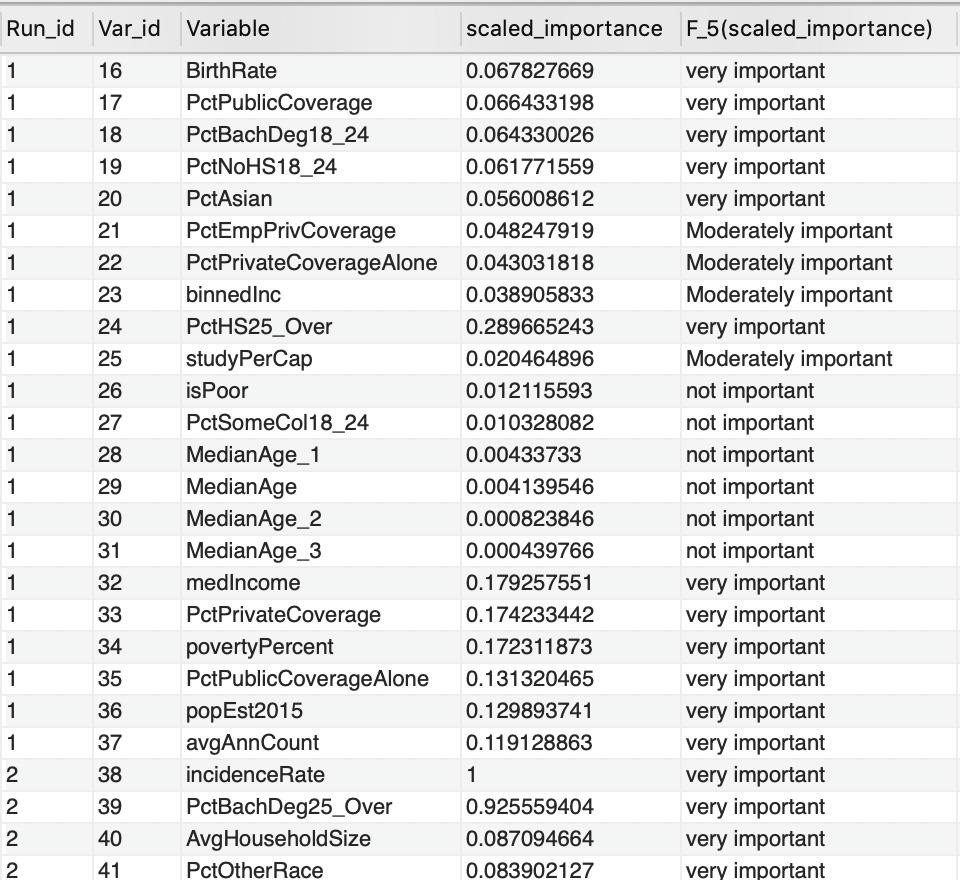 Run_id Var_id Variable scaled_importance F_5(scaled_importance)
1 16 BirthRate 0.067827669 very important
1 17 PctPublicCoverage 0.066433198 very important
1 18 PctBachDeg18_24 0.064330026 very important
1 19 PctNoHS18_24 0.061771559 very important
1 20 PctAsian 0.056008612 very important
1 21 PctEmpPrivCoverage 0.048247919 Moderately important
1 22 PctPrivateCoverageAlone 0.043031818 Moderately important
1 23 binnedInc 0.038905833 Moderately important
1 24 PctHS25_Over 0.289665243 very important
1 25 studyPerCap 0.020464896 Moderately important
1 26 isPoor 0.012115593 not important
1 27 PctSomeCol18_24 0.010328082 not important
1 28 MedianAge_1 0.00433733 not important
1 29 MedianAge 0.004139546 not important
1 30 MedianAge_2 0.000823846 not important
1 31 MedianAge_3 0.000439766 not important
1 32 medIncome 0.179257551 very important
1 33 PctPrivateCoverage 0.174233442 very important
1 34 povertyPercent 0.172311873 very important
1 35 PctPublicCoverageAlone 0.131320465 very important
1 36 popEst2015 0.129893741 very important
1 37 avgAnnCount 0.119128863 very important
2 38 incidenceRate 1 very important
2 39 PctBachDeg25_Over 0.925559404 very important
2 40 AvgHouseholdSize 0.087094664 very important
2 41 PctOtherRace 0.083902127 very important